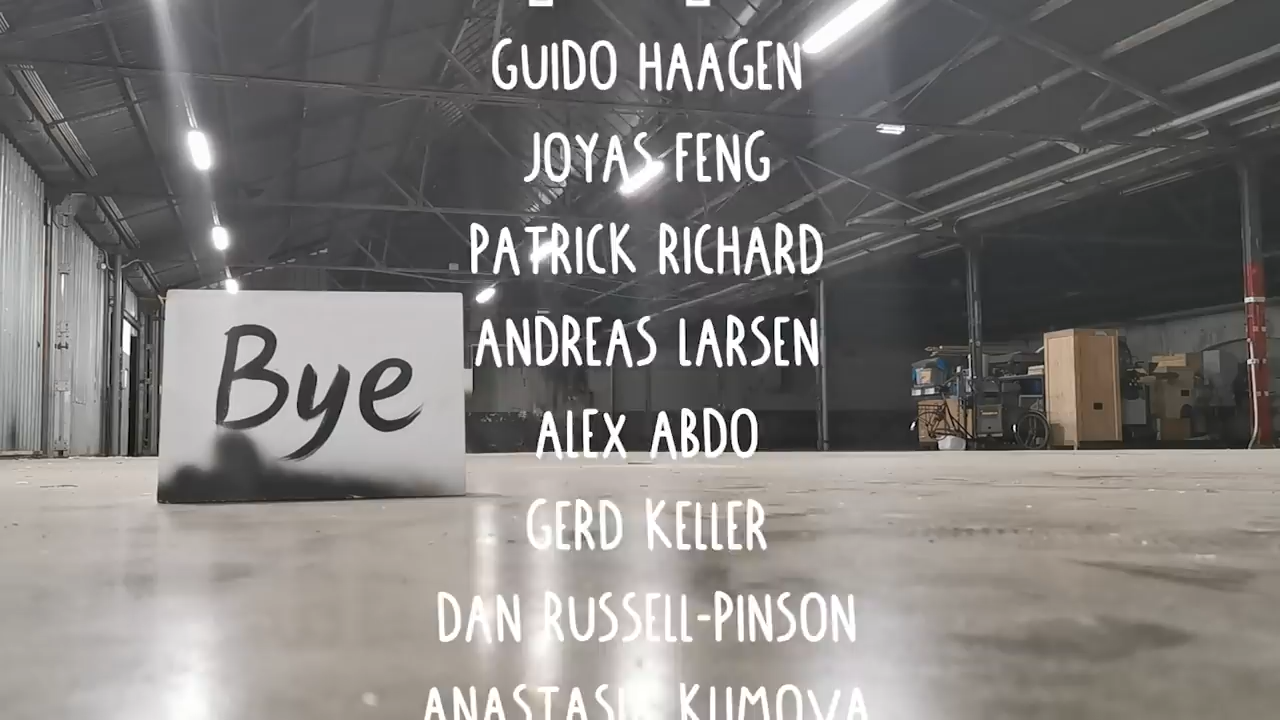 GUIDO HAAGEN
JOYAS FENG
PATRICK RICHARD
Bye
ANDREAS LARSEN
ALEX ABDO
GERD KELLER
DAN RUSSELL-PINSON